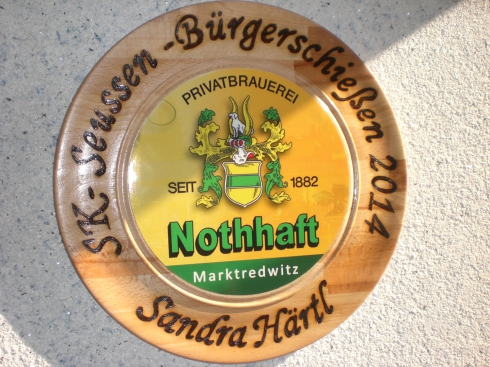 SK-Seussen-Bürgerschießen 2014
PRIVATBRAUEREI
SEIT 1882
Nothhaft
Marktredwitz
Sandra Härtl